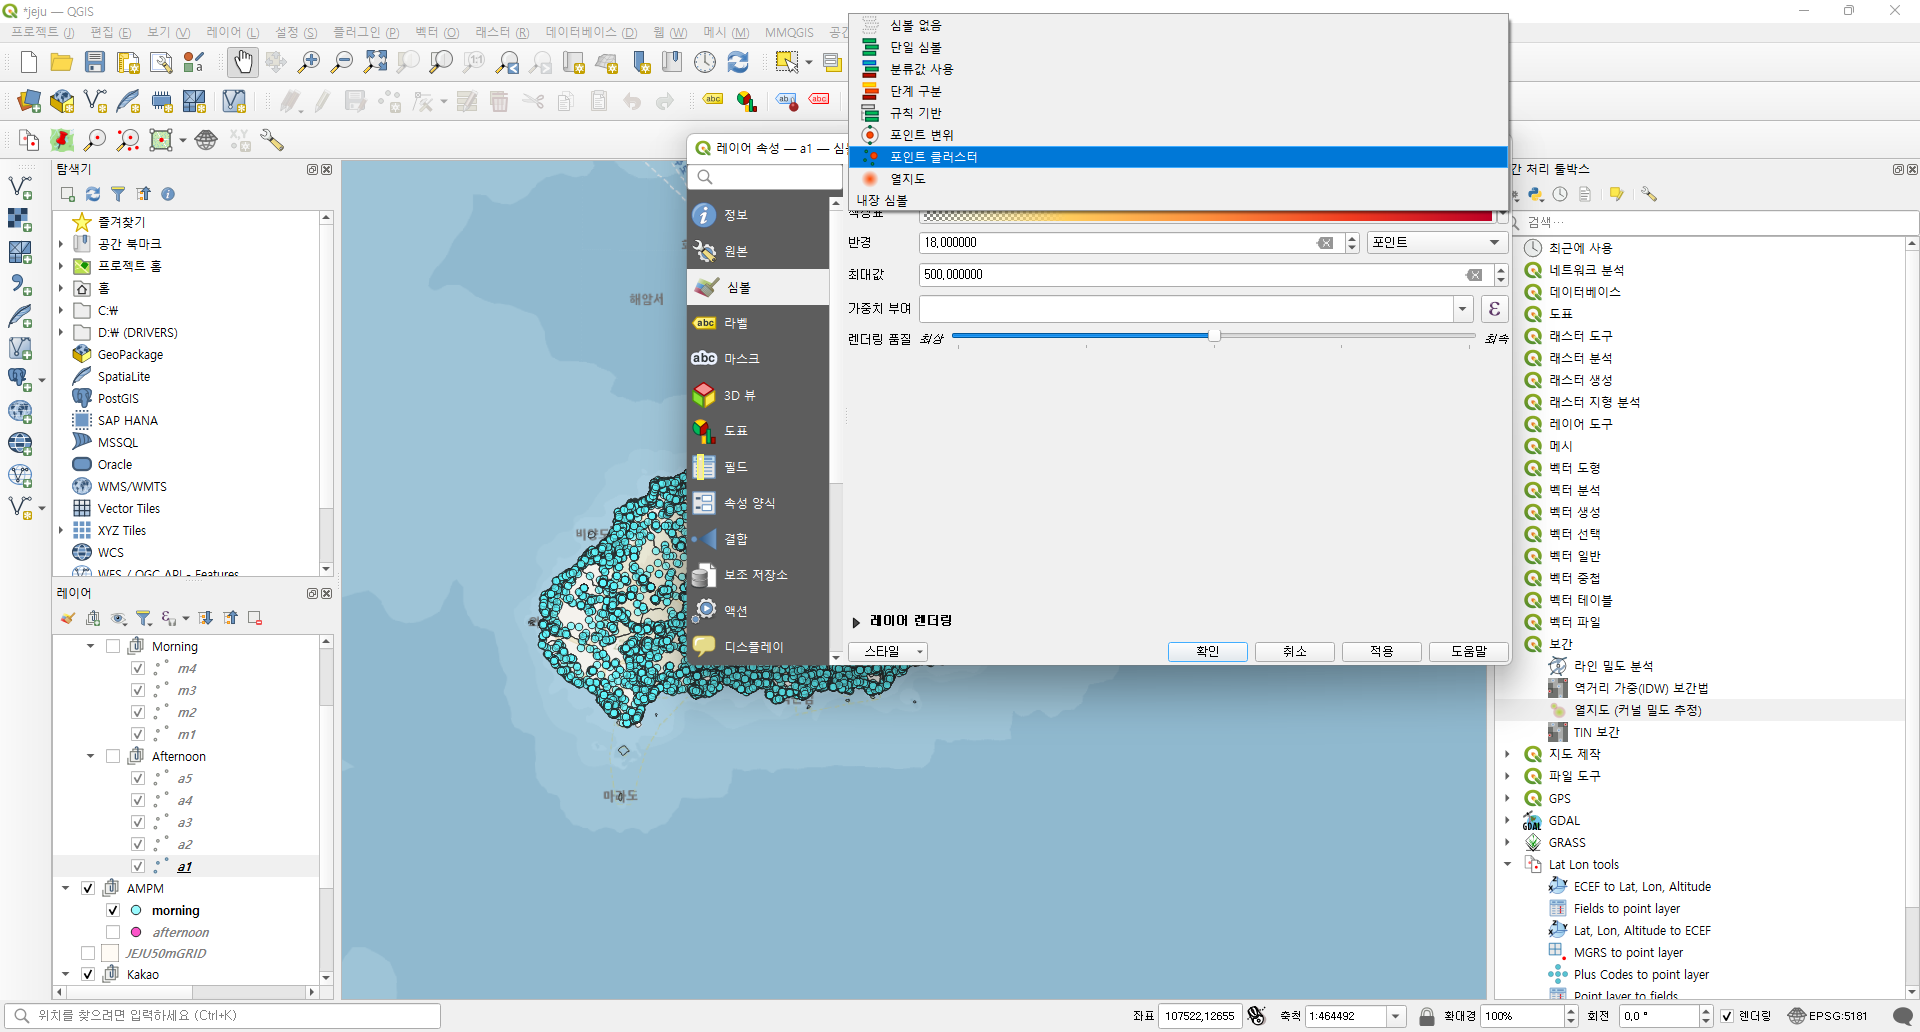 *jeju — QGIS
프로젝트 (J) 편집 (E) 보기 (V) 레이어 (L) 설정 (S) 플러그인 (P) 벡터 (O) 래스터 (R) 데이터베이스 (D) 웹 (W) 메시 (M) MMQGIS
심볼 없음
단일 심볼
분류값 사용
단계 구분
규칙 기반
포인트 변위
포인트 클러스터
열지도
내장 심볼
탐색기
즐겨찾기
공간 북마크
프로젝트 홈
홈
C:₩
D:₩ (DRIVERS)
GeoPackage
SpatiaLite
PostGIS
SAP HANA
MSSQL
Oracle
WMS/WMTS
Vector Tiles
XYZ Tiles
WCS
WFS / OGC API - Features
레이어
Morning
m4
m3
m2
m1
Afternoon
a5
a4
a3
a2
a1
AMPM
morning
afternoon
JEJU50mGRID
Kakao
해암서
비양도
마라도
레이어 속성 — a1 — 심볼
정보
원본
심볼
라벨
마스크
3D 뷰
도표
필드
속성 양식
결합
보조 저장소
액션
디스플레이
색상표
반경 18,000000 포인트
최대값 500,000000
가중치 부여
렌더링 품질 최상 최속
레이어 렌더링
스타일 확인 취소 적용 도움말
간 처리 툴박스
검색…
최근에 사용
네트워크 분석
데이터베이스
도표
래스터 도구
래스터 분석
래스터 생성
래스터 지형 분석
레이어 도구
메시
벡터 도형
벡터 분석
벡터 생성
벡터 선택
벡터 일반
벡터 중첩
벡터 테이블
벡터 파일
보간
라인 밀도 분석
역거리 가중(IDW) 보간법
열지도 (커널 밀도 추정)
TIN 보간
지도 제작
파일 도구
GPS
GDAL
GRASS
Lat Lon tools
ECEF to Lat, Lon, Altitude
Fields to point layer
Lat, Lon, Altitude to ECEF
MGRS to point layer
Plus Codes to point layer
Point layer to fields
위치를 찾으려면 입력하세요 (Ctrl+K) 좌표 107522,12655 축척 1:464492 확대경 100% 회전 0,0 ° 렌더링 EPSG:5181